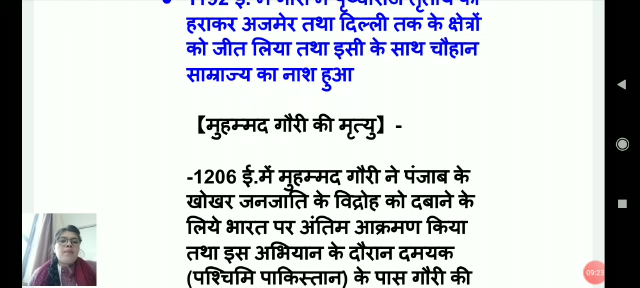 हराकर अजमेर तथा दिल्ली तक के क्षेत्रों
को जीत लिया तथा इसी के साथ चौहान
साम्राज्य का नाश हुआ
【मुहम्मद गौरी की मृत्यु】 -
-1206 ई.में मुहम्मद गौरी ने पंजाब के
खोखर जनजाति के विद्रोह को दबाने के
लिये भारत पर अंतिम आक्रमण किया
तथा इस अभियान के दौरान दमयक
(पश्चिमि पाकिस्तान) के पास गौरी की